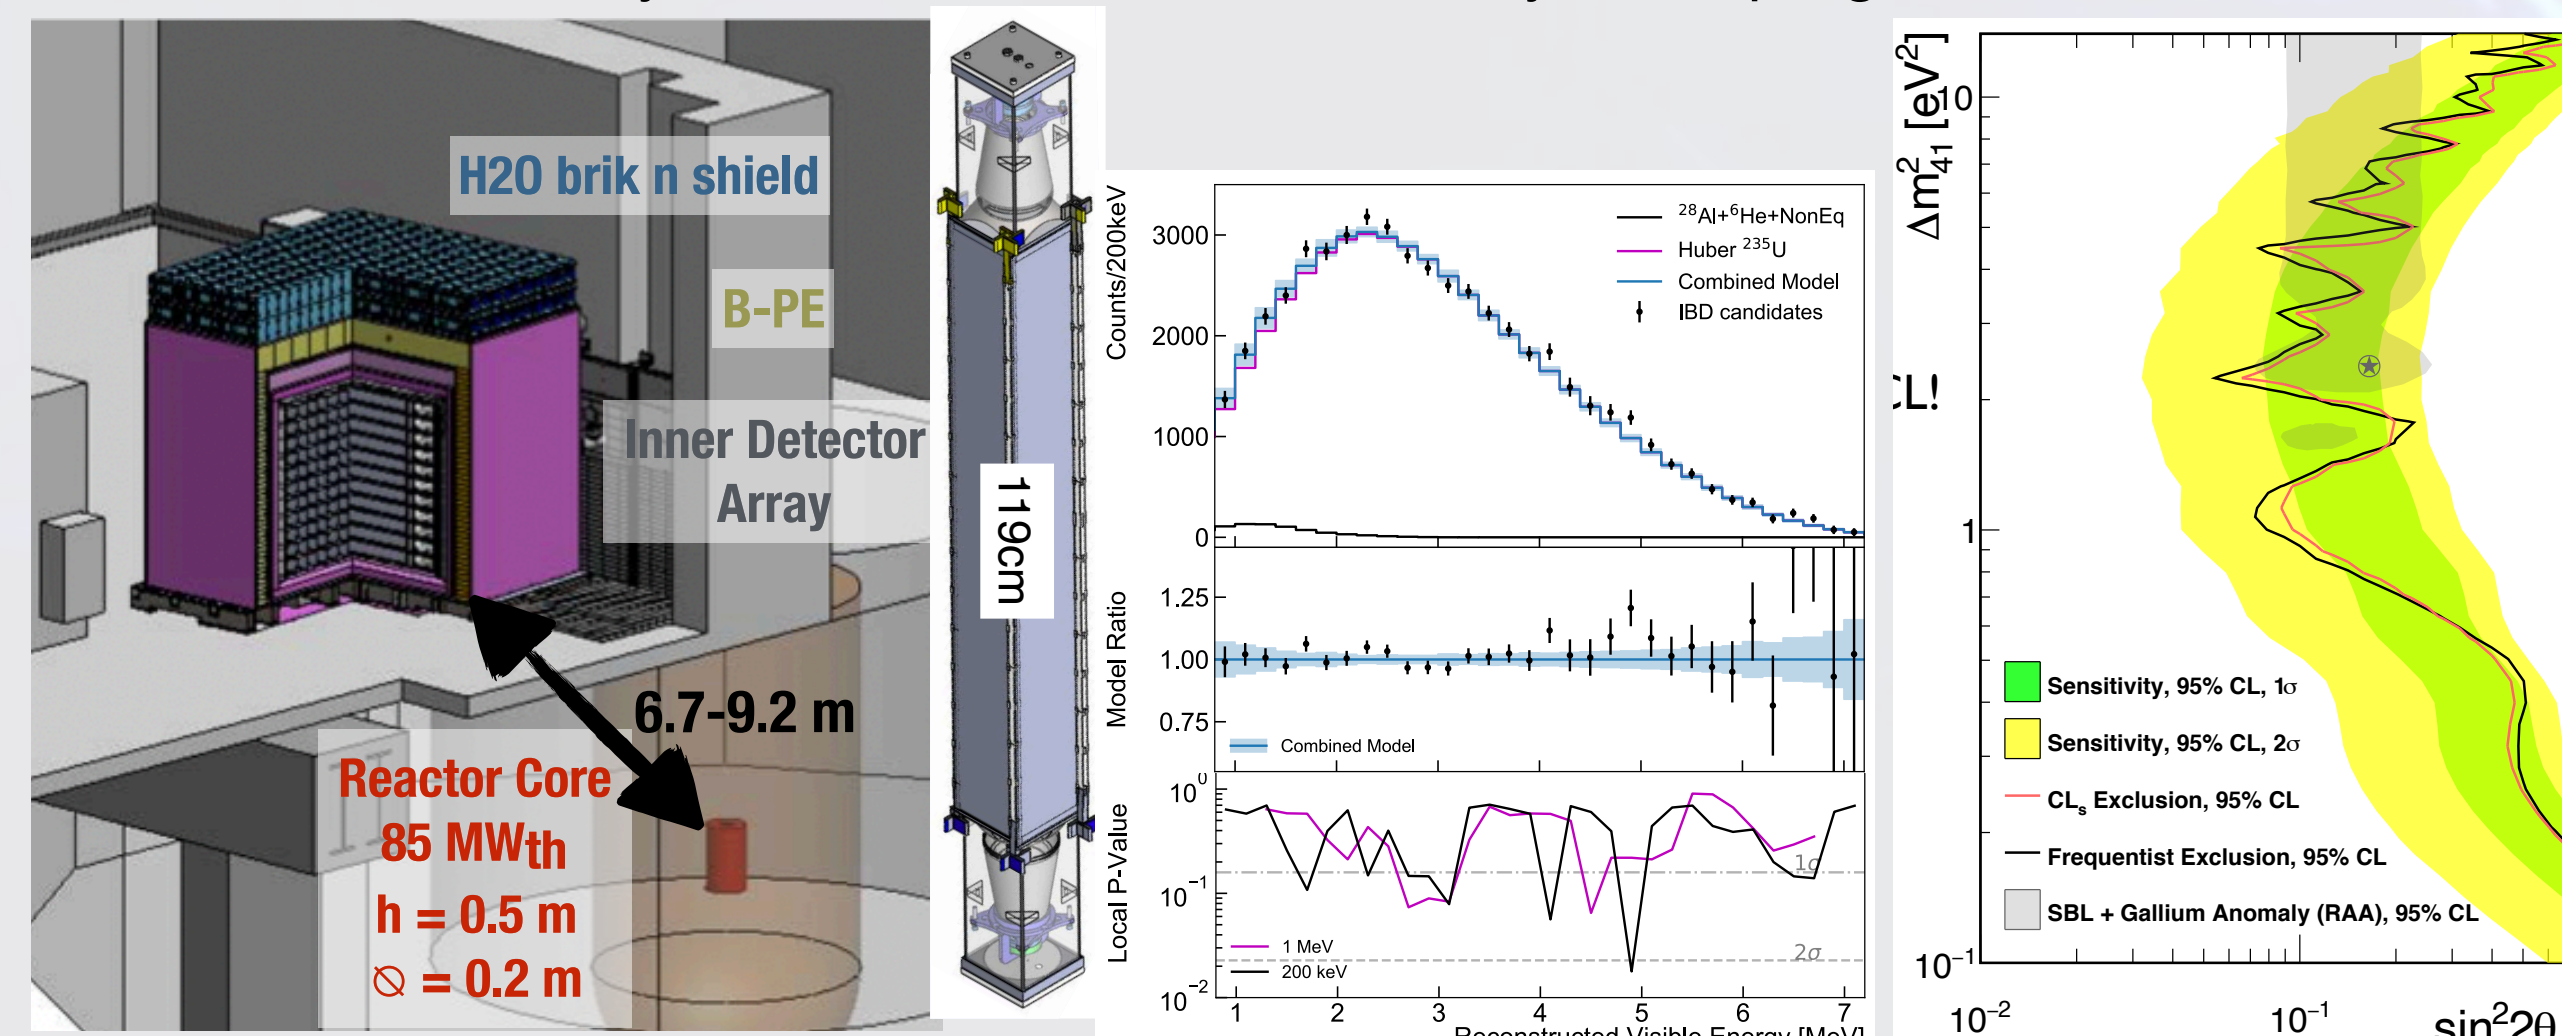 H2O brik n shield
B-PE
Inner Detector
Array
6.7-9.2 m
Reactor Core
85 MWth
h = 0.5 m
∅ = 0.2 m
119cm
Counts/200keV
3000
2000
1000
0
²⁸Al+⁶He+NonEq
Huber ²³⁵U
Combined Model
IBD candidates
Model Ratio
1.25
1.00
0.75
Combined Model
Local P-Value
10⁰
10⁻¹
10⁻²
1σ
2σ
1 MeV
200 keV
1 2 3 4 5 6 7
Reconstructed Visible Energy [MeV]
CL!
Δm²₄₁ [eV²]
10
1
10⁻¹
Sensitivity, 95% CL, 1σ
Sensitivity, 95% CL, 2σ
CLₛ Exclusion, 95% CL
Frequentist Exclusion, 95% CL
SBL + Gallium Anomaly (RAA), 95% CL
10⁻² 10⁻¹
sin²2θ